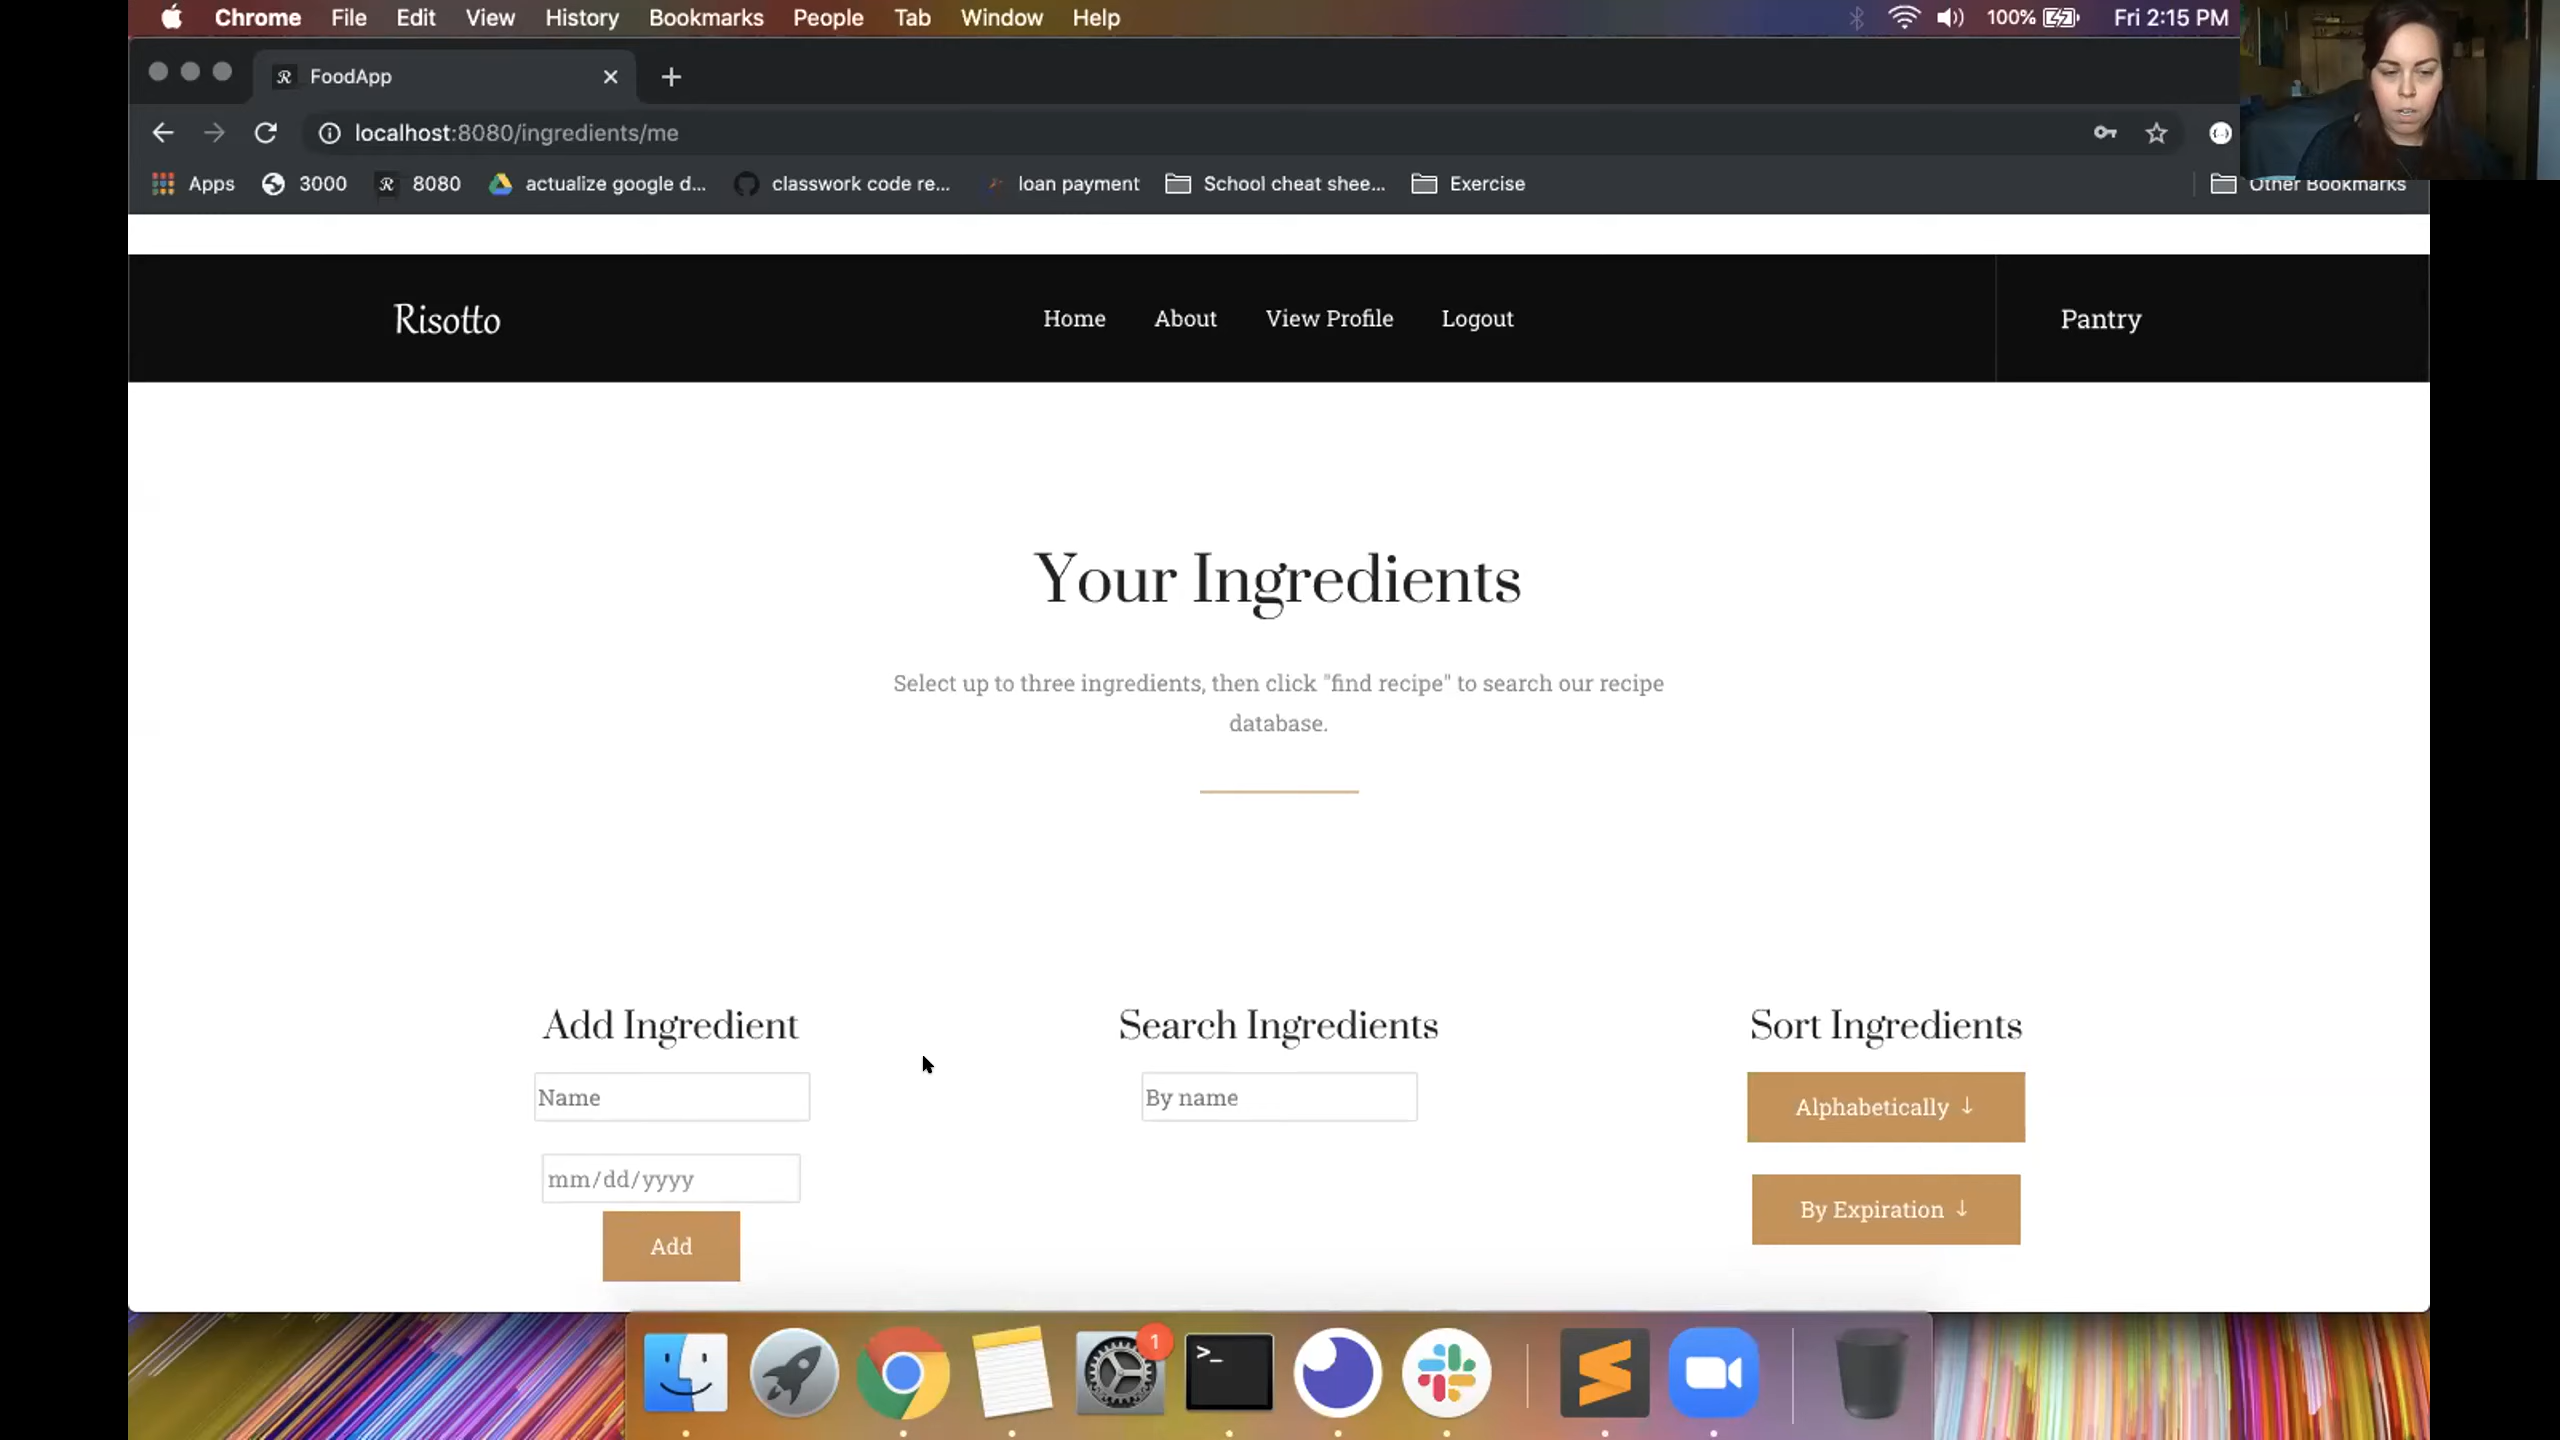 Chrome File Edit View History Bookmarks People Tab Window Help 100% Fri 2:15 PM
FoodApp
localhost:8080/ingredients/me
Apps 3000 8080 actualize google d... classwork code re... loan payment School cheat shee... Exercise Other Bookmarks
Risotto Home About View Profile Logout Pantry
Your Ingredients
Select up to three ingredients, then click "find recipe" to search our recipe
database.
Add Ingredient Search Ingredients Sort Ingredients
Name By name Alphabetically ↓
mm/dd/yyyy By Expiration ↓
Add
1